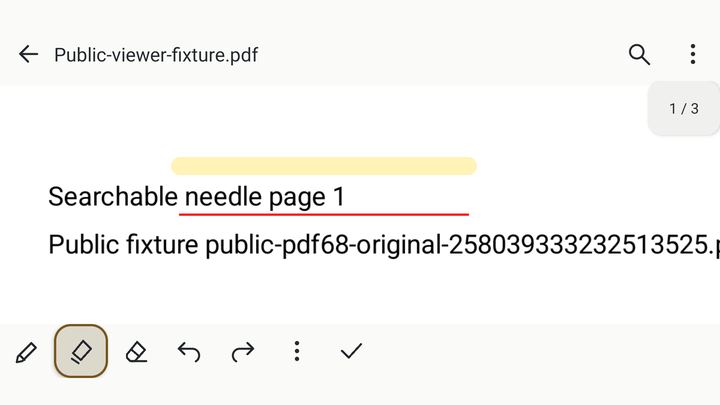 Public-viewer-fixture.pdf
1 / 3
Searchable needle page 1
Public fixture public-pdf68-original-258039333232513525.p